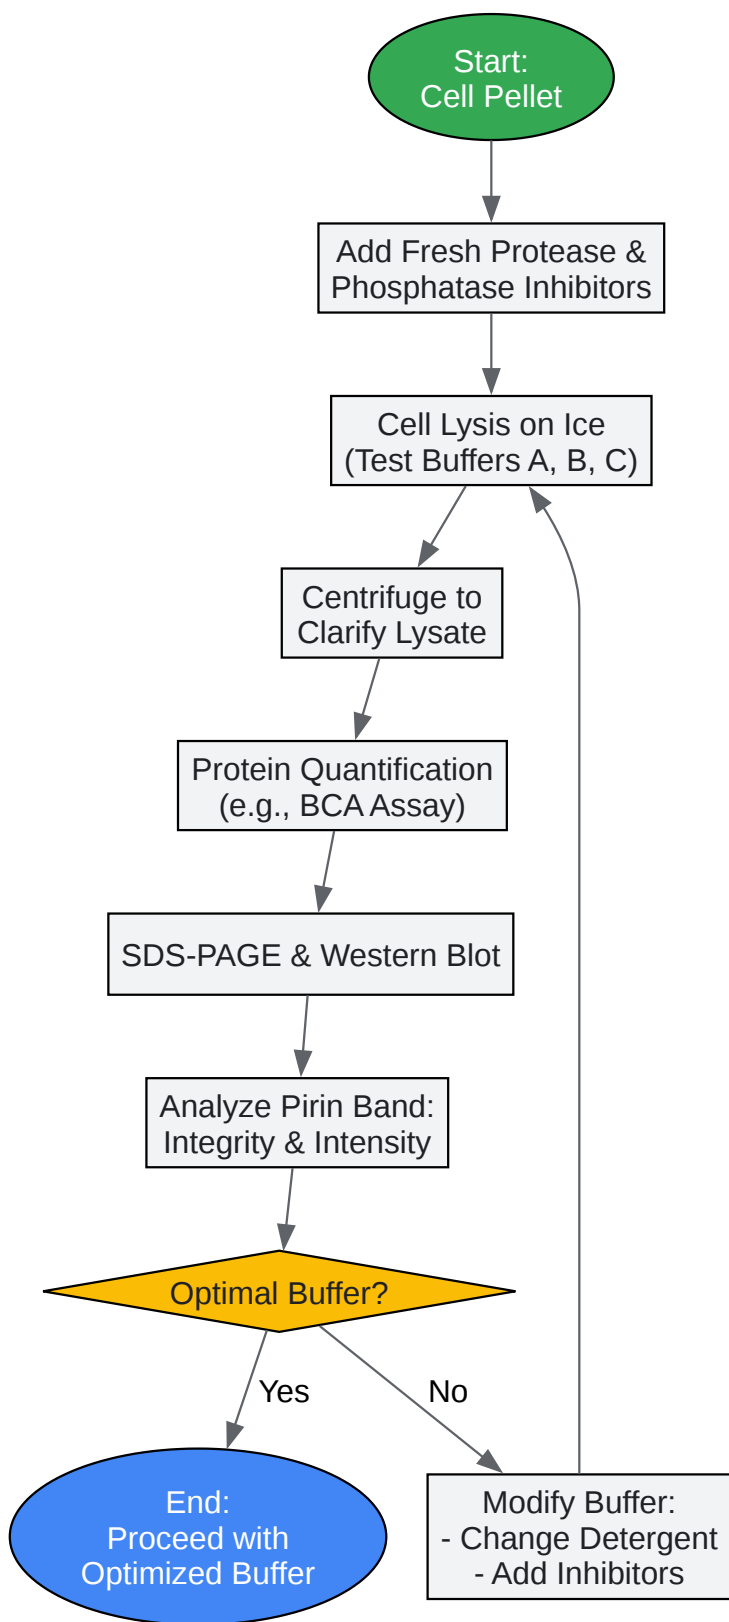 Start:
Cell Pellet
Add Fresh Protease &
Phosphatase Inhibitors
Cell Lysis on Ice
(Test Buffers A, B, C)
Centrifuge to
Clarify Lysate
Protein Quantification
(e.g., BCA Assay)
SDS-PAGE & Western Blot
Analyze Pirin Band:
Integrity & Intensity
Optimal Buffer?
Yes
No
End:
Proceed with
Optimized Buffer
Modify Buffer:
- Change Detergent
- Add Inhibitors